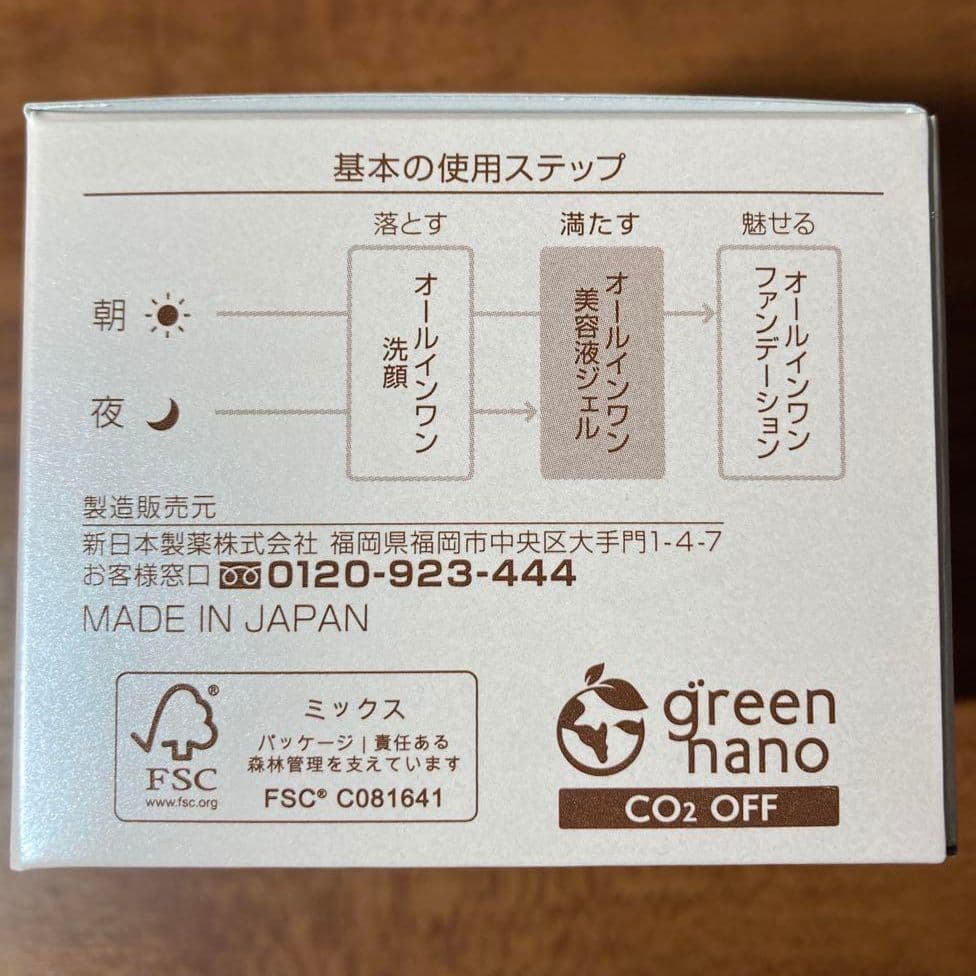 基本の使用ステップ
落とす
満たす
魅せる
朝
夜
オールインワン
洗顔
オールインワン
美容液ジェル
オールインワン
ファンデーション
製造販売元
新日本製薬株式会社 福岡県福岡市中央区大手門1-4-7
お客様窓口 0120-923-444
MADE IN JAPAN
FSC®
www.fsc.org
ミックス
パッケージ|責任ある
森林管理を支えています
FSC® C081641
green
nano
CO₂ OFF